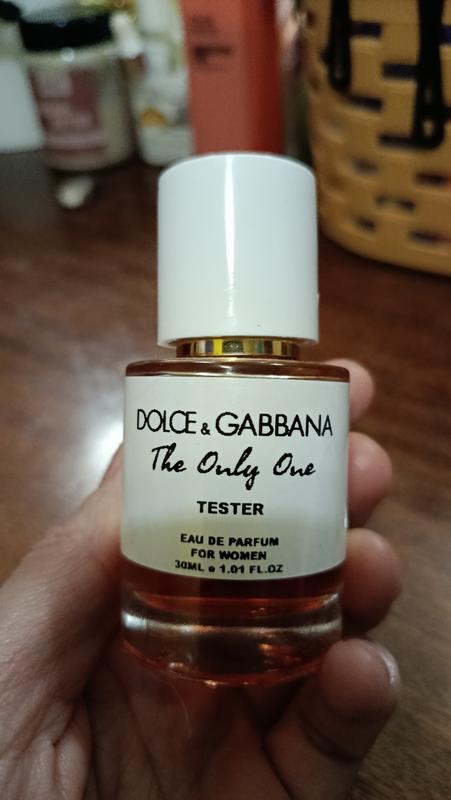 DOLCE & GABBANA
The Only One
TESTER
EAU DE PARFUM
FOR WOMEN
30ML e 1.01 FL.OZ